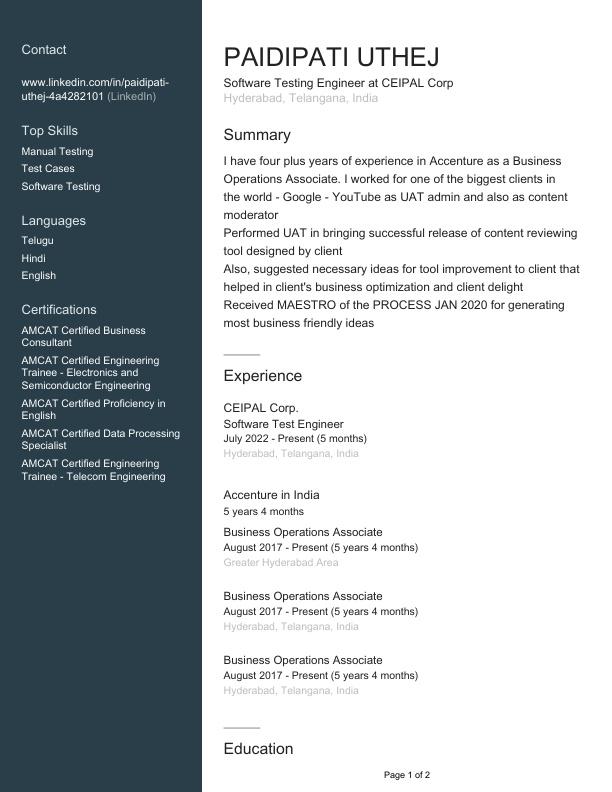 Contact
www.linkedin.com/in/paidipati-
uthej-4a4282101 (LinkedIn)
Top Skills
Manual Testing
Test Cases
Software Testing
Languages
Telugu
Hindi
English
Certifications
AMCAT Certified Business
Consultant
AMCAT Certified Engineering
Trainee - Electronics and
Semiconductor Engineering
AMCAT Certified Proficiency in
English
AMCAT Certified Data Processing
Specialist
AMCAT Certified Engineering
Trainee - Telecom Engineering
PAIDIPATI UTHEJ
Software Testing Engineer at CEIPAL Corp
Hyderabad, Telangana, India
Summary
I have four plus years of experience in Accenture as a Business
Operations Associate. I worked for one of the biggest clients in
the world - Google - YouTube as UAT admin and also as content
moderator
Performed UAT in bringing successful release of content reviewing
tool designed by client
Also, suggested necessary ideas for tool improvement to client that
helped in client's business optimization and client delight
Received MAESTRO of the PROCESS JAN 2020 for generating
most business friendly ideas
Experience
CEIPAL Corp.
Software Test Engineer
July 2022 - Present (5 months)
Hyderabad, Telangana, India
Accenture in India
5 years 4 months
Business Operations Associate
August 2017 - Present (5 years 4 months)
Greater Hyderabad Area
Business Operations Associate
August 2017 - Present (5 years 4 months)
Hyderabad, Telangana, India
Business Operations Associate
August 2017 - Present (5 years 4 months)
Hyderabad, Telangana, India
Education
Page 1 of 2